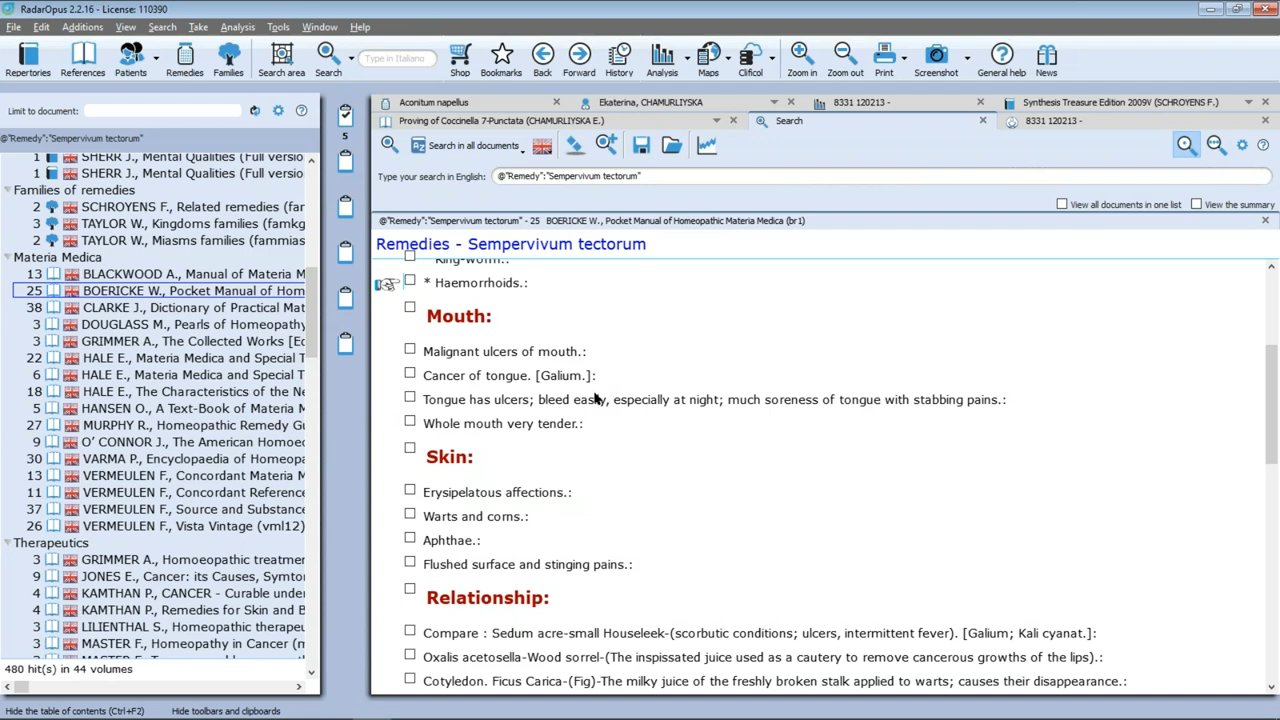 RadarOpus 2.2.16 - License: 110390
File Edit Additions View Search Take Analysis Tools Window Help
Repertories References Patients Remedies Families Search area Search Type in Italiano Shop Bookmarks Back Forward History Analysis Maps Clificol Zoom in Zoom out Print Screenshot General help News
Limit to document:
@"Remedy":"Sempervivum tectorum"
1 SHERR J., Mental Qualities (Full versio
1 SHERR J., Mental Qualities (Full versio
Families of remedies
2 SCHROYENS F., Related remedies (far
3 TAYLOR W., Kingdoms families (famkg
2 TAYLOR W., Miasms families (fammias
Materia Medica
13 BLACKWOOD A., Manual of Materia M
25 BOERICKE W., Pocket Manual of Hom
38 CLARKE J., Dictionary of Practical Mat
3 DOUGLASS M., Pearls of Homeopathy
3 GRIMMER A., The Collected Works [Ed
22 HALE E., Materia Medica and Special T
6 HALE E., Materia Medica and Special T
18 HALE E., The Characteristics of the Ne
5 HANSEN O., A Text-Book of Materia M
27 MURPHY R., Homeopathic Remedy Gu
9 O' CONNOR J., The American Homoe
30 VARMA P., Encyclopaedia of Homeop
13 VERMEULEN F., Concordant Materia M
11 VERMEULEN F., Concordant Reference
37 VERMEULEN F., Source and Substance
26 VERMEULEN F., Vista Vintage (vml12)
Therapeutics
3 GRIMMER A., Homeopathic treatmen
9 JONES E., Cancer: its Causes, Symto
4 KAMTHAN P., CANCER - Curable unde
4 KAMTHAN P., Remedies for Skin and B
3 LILIENTHAL S., Homeopathic therapeu
3 MASTER F., Homeopathy in Cancer (m
480 hit(s) in 44 volumes
Hide the table of contents (Ctrl+F2) Hide toolbars and clipboards
5
Aconitum napellus Ekaterina, CHAMURLIYSKA 8331 120213 - Synthesis Treasure Edition 2009V (SCHROYENS F.)
Proving of Coccinella 7-Punctata (CHAMURLIYSKA E.) Search 8331 120213 -
Search in all documents
Type your search in English: @"Remedy":"Sempervivum tectorum"
View all documents in one list View the summary
@"Remedy":"Sempervivum tectorum" - 25 BOERICKE W., Pocket Manual of Homeopathic Materia Medica (br1)
Remedies - Sempervivum tectorum
King-worm.:
* Haemorrhoids.:
Mouth:
Malignant ulcers of mouth.:
Cancer of tongue. [Galium.]:
Tongue has ulcers; bleed easily, especially at night; much soreness of tongue with stabbing pains.:
Whole mouth very tender.:
Skin:
Erysipelatous affections.:
Warts and corns.:
Aphthae.:
Flushed surface and stinging pains.:
Relationship:
Compare : Sedum acre-small Houseleek-(scorbutic conditions; ulcers, intermittent fever). [Galium; Kali cyanat.]:
Oxalis acetosella-Wood sorrel-(The inspissated juice used as a cautery to remove cancerous growths of the lips).:
Cotyledon. Ficus Carica-(Fig)-The milky juice of the freshly broken stalk applied to warts; causes their disappearance.: